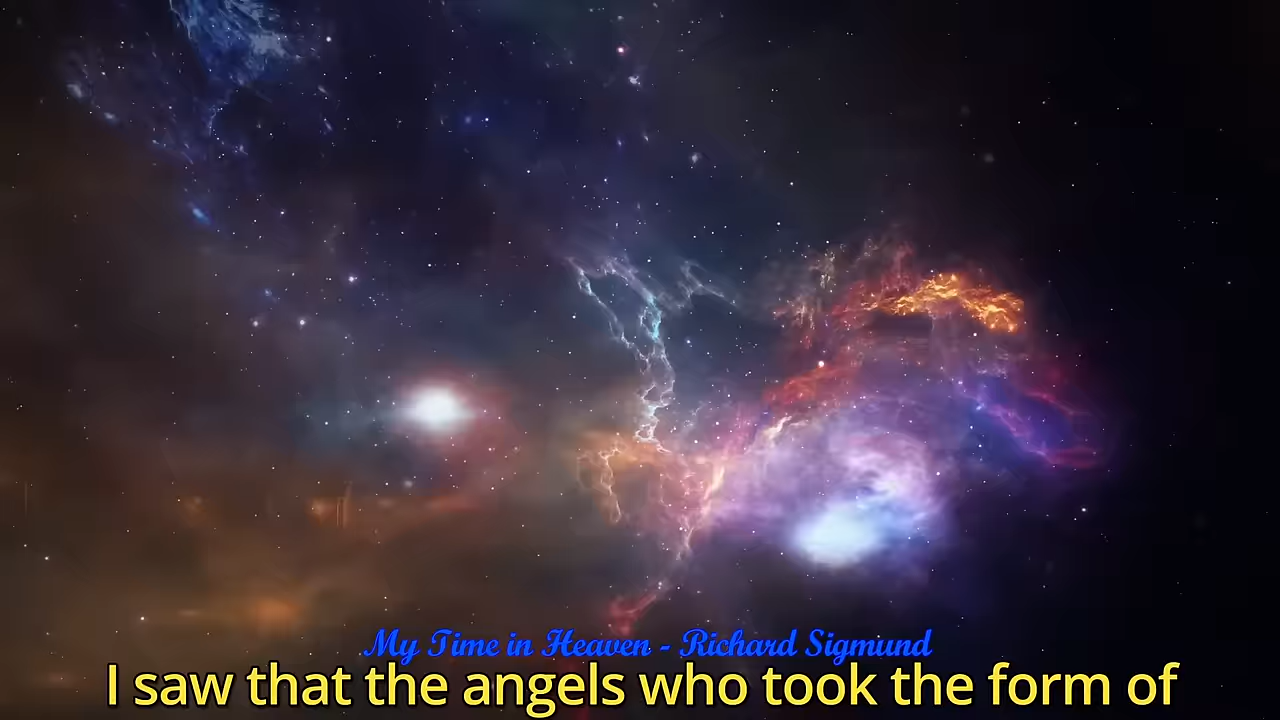 My Time in Heaven - Richard Sigmund
I saw that the angels who took the form of